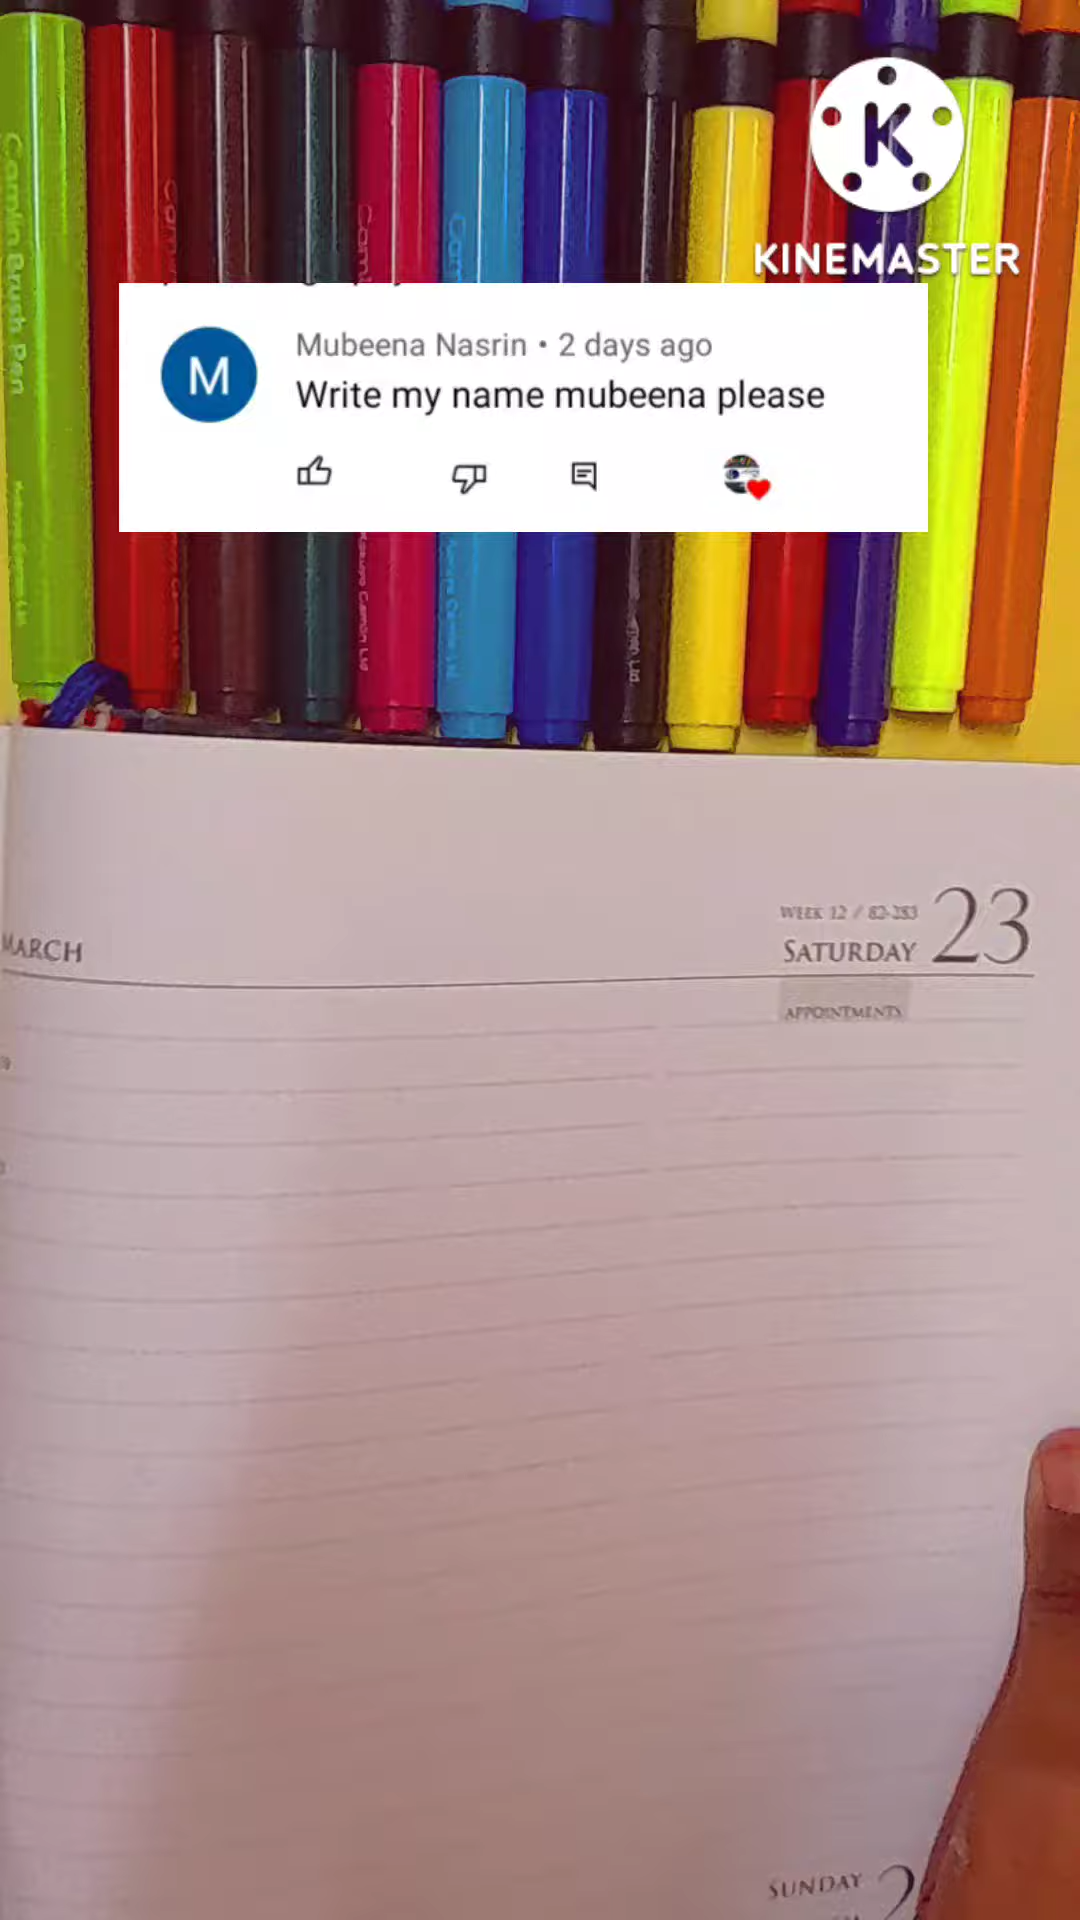 Camlin Brush Pen
K
KINEMASTER
M
Mubeena Nasrin • 2 days ago
Write my name mubeena please
WEEK 12 / 82-283
MARCH
SATURDAY
23
APPOINTMENTS
SUNDAY